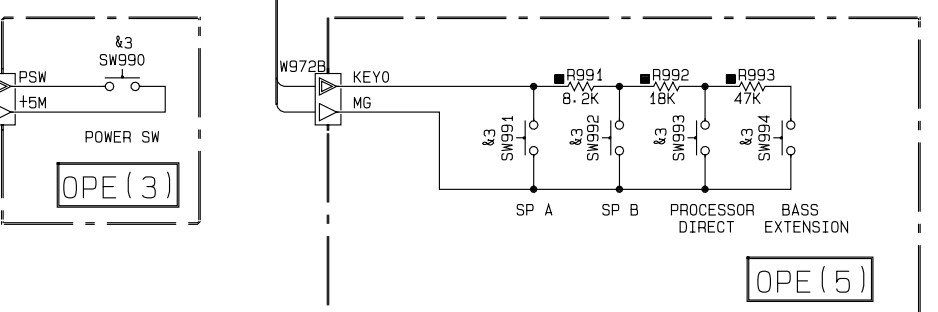 &3
SW990
PSW
+5M
POWER SW
OPE(3)
W972B
KEY0
MG
R991
8.2K
R992
18K
R993
47K
&3
SW991
&3
SW992
&3
SW993
&3
SW994
SP A
SP B
PROCESSOR
DIRECT
BASS
EXTENSION
OPE(5)